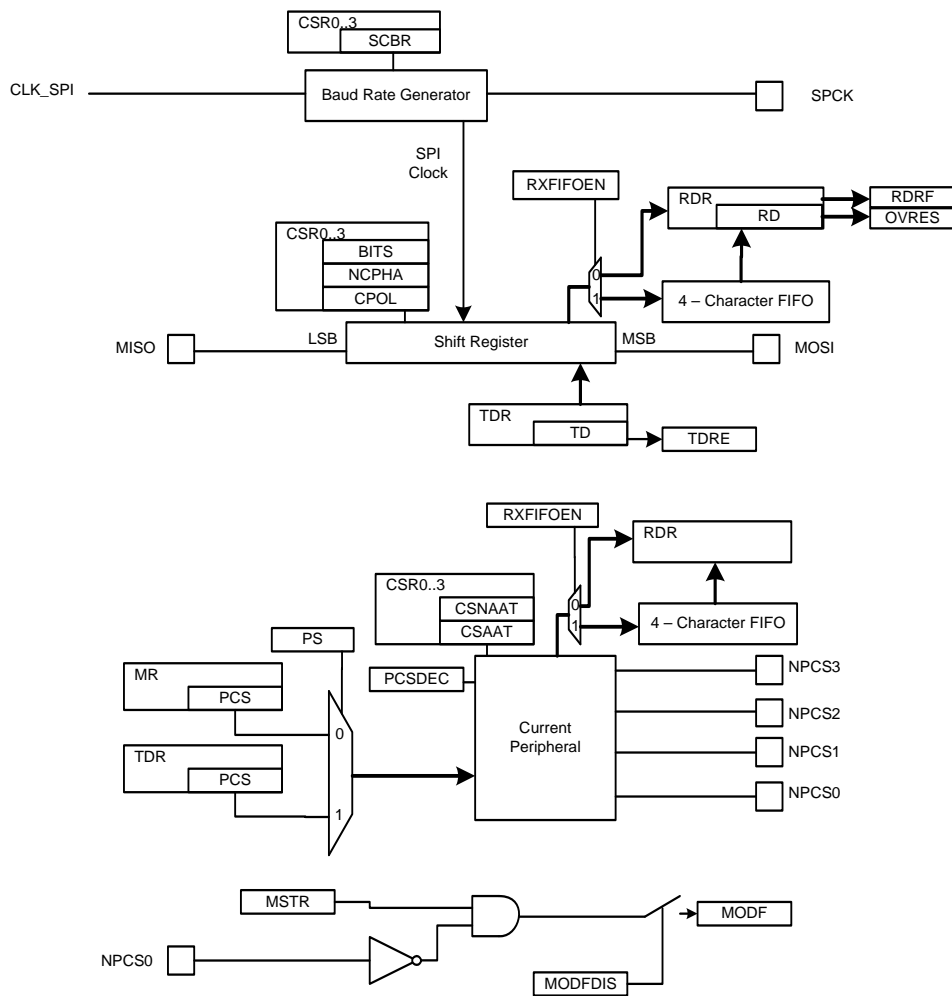 CSR0..3
SCBR
CLK_SPI
Baud Rate Generator
SPCK
SPI
Clock
RXFIFOEN
RDR
RD
RDRF
OVRES
CSR0..3
BITS
NCPHA
CPOL
0
1
4 – Character FIFO
MISO
LSB
Shift Register
MSB
MOSI
TDR
TD
TDRE
RXFIFOEN
RDR
CSR0..3
CSNAAT
CSAAT
0
1
4 – Character FIFO
PS
MR
PCS
PCSDEC
NPCS3
0
NPCS2
Current
Peripheral
TDR
PCS
NPCS1
1
NPCS0
MSTR
MODF
NPCS0
MODFDIS